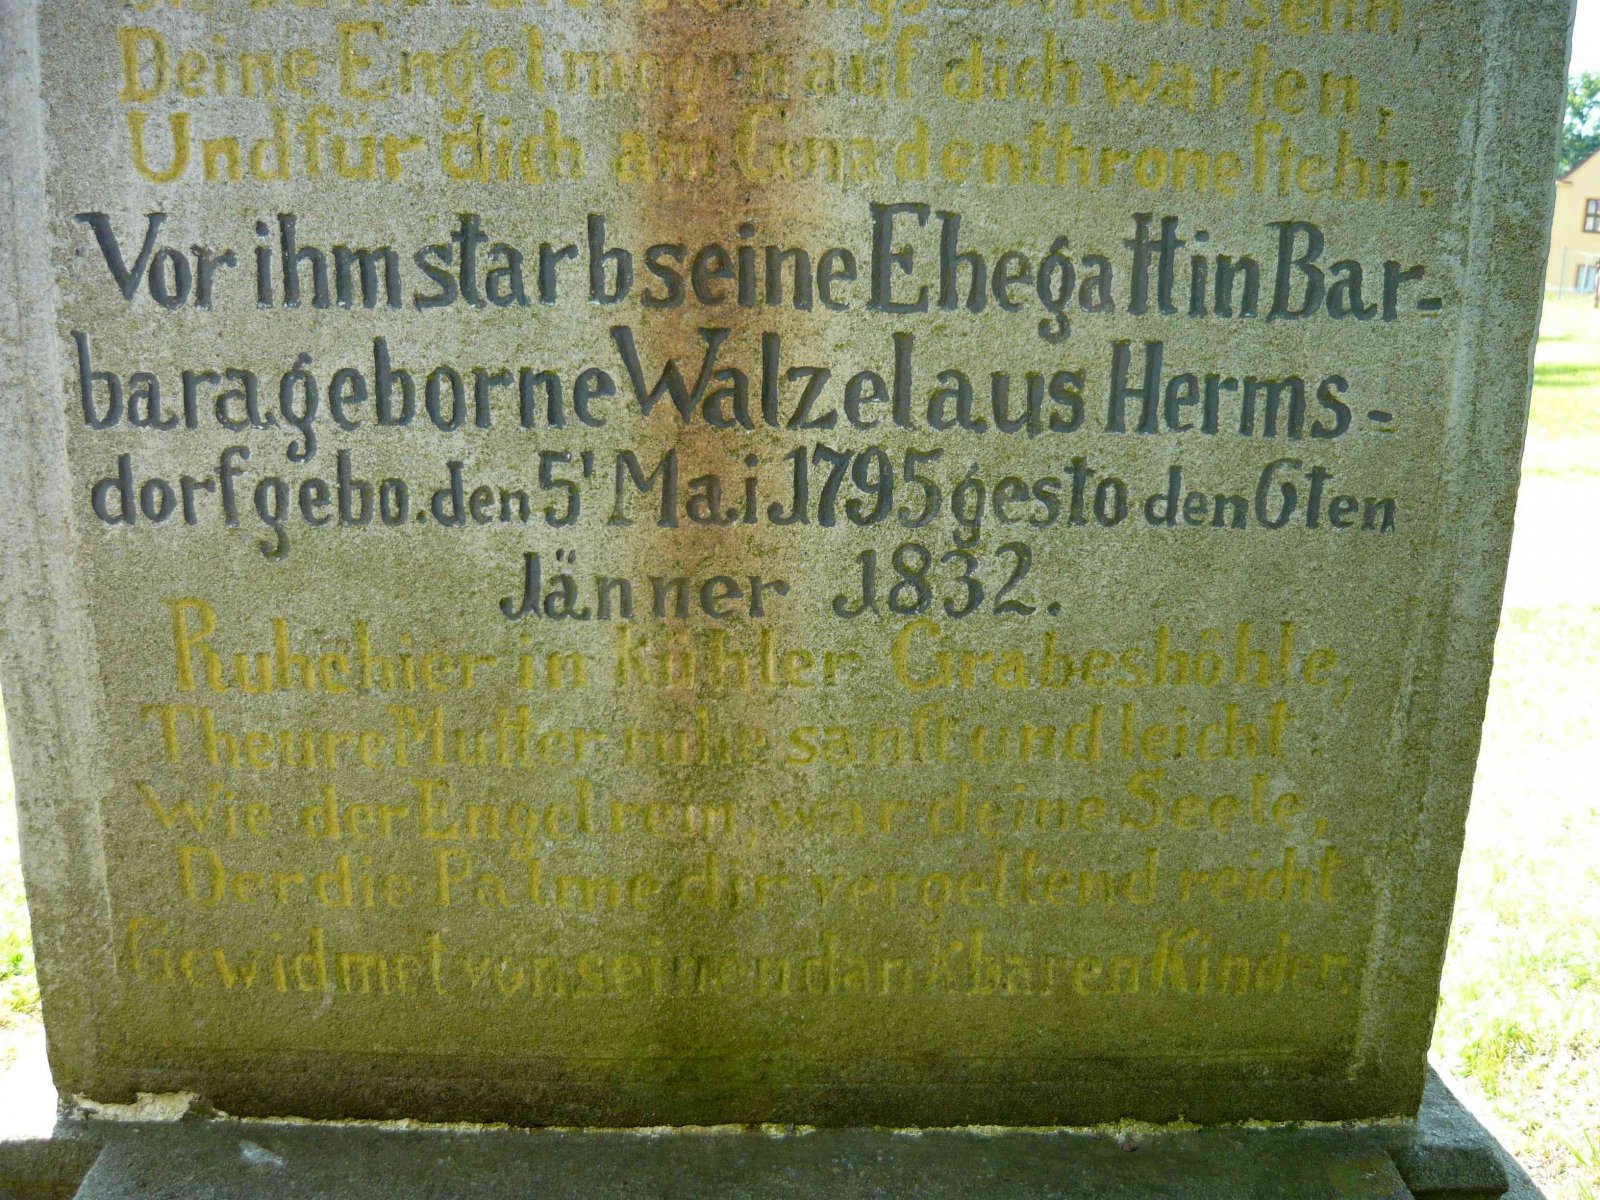 wiedersehn
Deine Engel mögen auf dich warten,
Und für dich am Gnadenthrone stehn.
Vor ihm starb seine Ehegattin Bar-
bara geborne Walzel aus Herms-
dorf gebo. den 5' Mai. 1795 gesto den 6ten
Jänner 1832.
Ruhe hier in kühler Grabeshöhle,
Theure Mutter ruhe sanft und leicht.
Wie der Engel rein, war deine Seele,
Der die Palme dir vergeltend reicht
Gewidmet von seinen dankbaren Kinder.